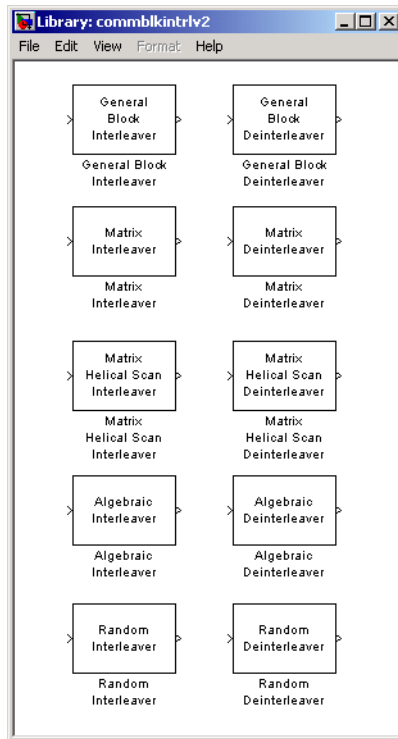 Library: commblkintrlv2
File Edit View Format Help
General
Block
Interleaver
General Block
Interleaver
General
Block
Deinterleaver
General Block
Deinterleaver
Matrix
Interleaver
Matrix
Interleaver
Matrix
Deinterleaver
Matrix
Deinterleaver
Matrix
Helical Scan
Interleaver
Matrix
Helical Scan
Interleaver
Matrix
Helical Scan
Deinterleaver
Matrix
Helical Scan
Deinterleaver
Algebraic
Interleaver
Algebraic
Interleaver
Algebraic
Deinterleaver
Algebraic
Deinterleaver
Random
Interleaver
Random
Interleaver
Random
Deinterleaver
Random
Deinterleaver